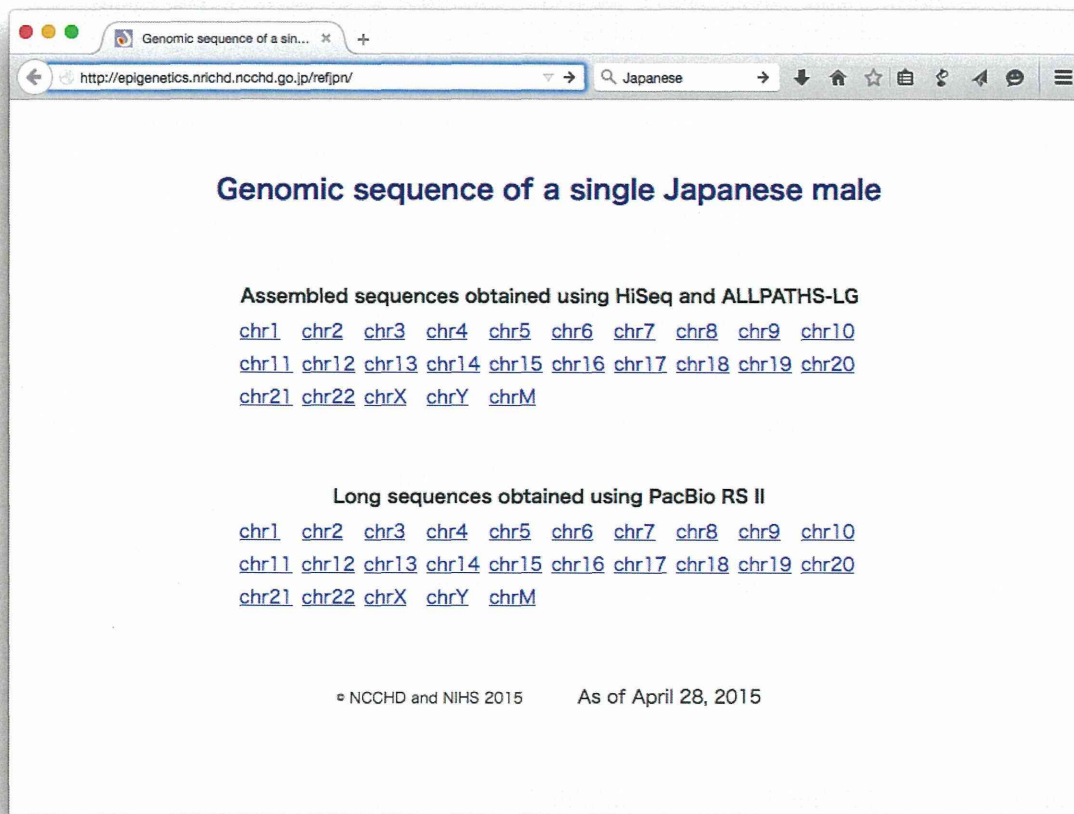 Genomic sequence of a sin...
http://epigenetics.nrichd.ncchd.go.jp/refjpn/
Japanese
Genomic sequence of a single Japanese male
Assembled sequences obtained using HiSeq and ALLPATHS-LG
chr1 chr2 chr3 chr4 chr5 chr6 chr7 chr8 chr9 chr10
chr11 chr12 chr13 chr14 chr15 chr16 chr17 chr18 chr19 chr20
chr21 chr22 chrX chrY chrM
Long sequences obtained using PacBio RS II
chr1 chr2 chr3 chr4 chr5 chr6 chr7 chr8 chr9 chr10
chr11 chr12 chr13 chr14 chr15 chr16 chr17 chr18 chr19 chr20
chr21 chr22 chrX chrY chrM
© NCCHD and NIHS 2015 As of April 28, 2015